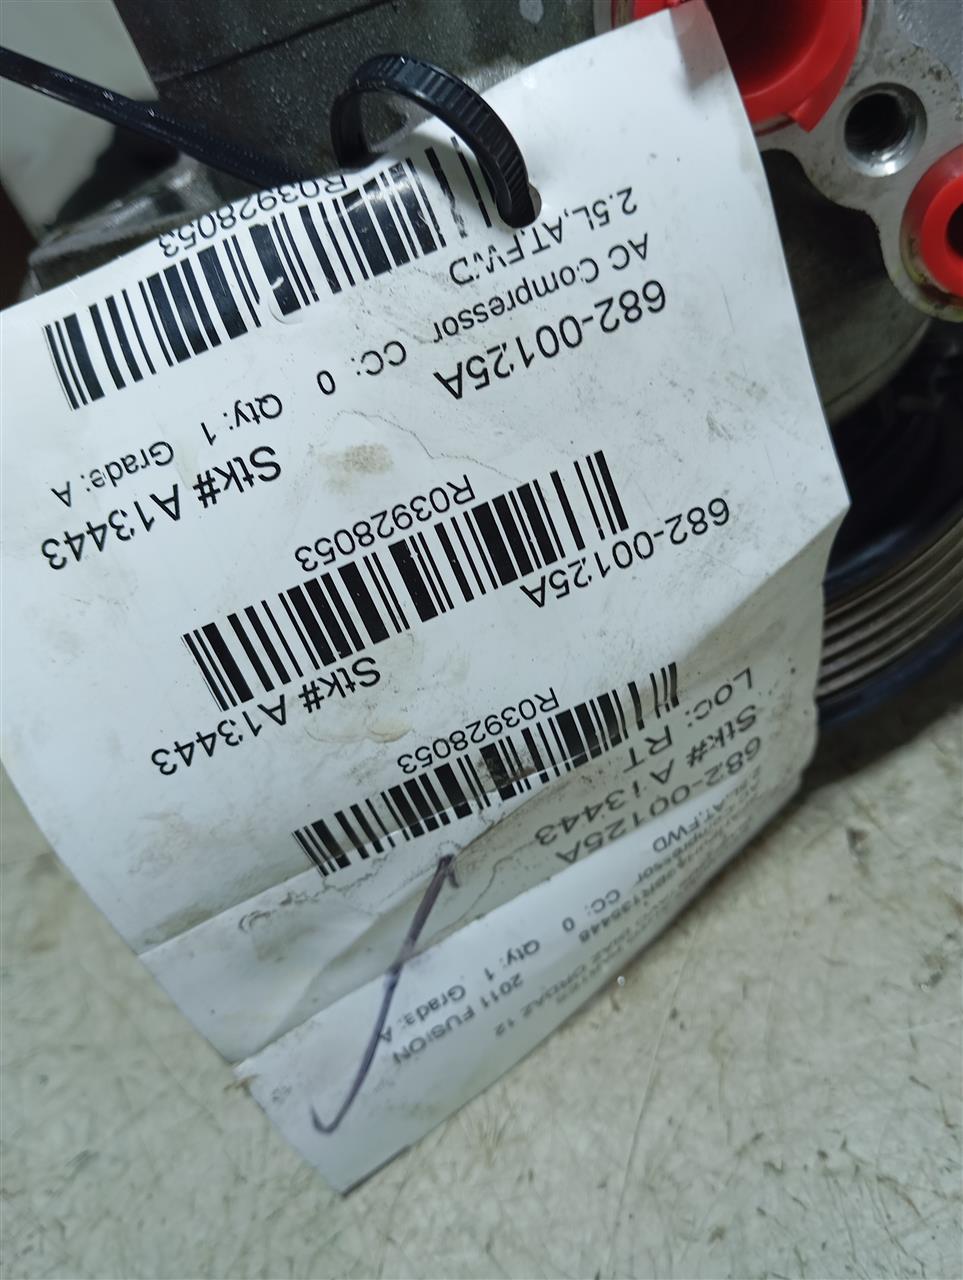 2011 FUSION
Qty: 1 Grade: A
CC: 0
2.5L,AT,FWD
682-00125A
Stk# A13443
Loc: RT
R03928053
Stk# A13443
682-00125A
R03928053
Stk# A13443
Qty: 1 Grade: A
682-00125A
AC Compressor CC: 0
2.5L,AT,FWD
R03928053